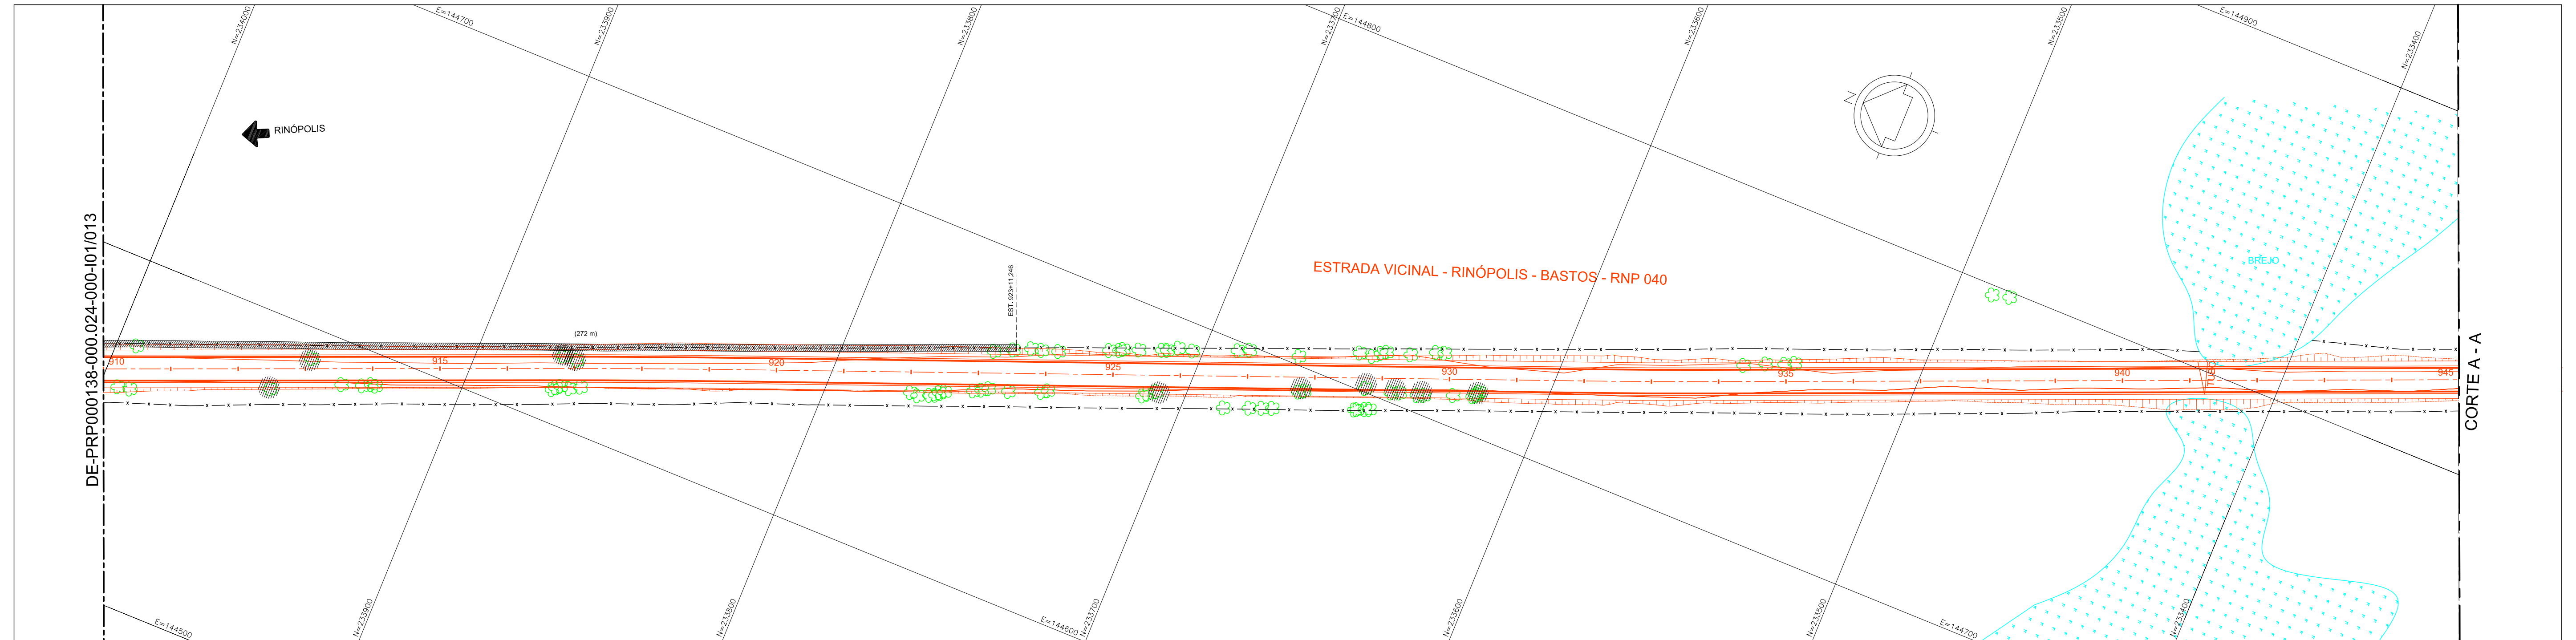 N=234000
E=144700
N=233900
N=233800
N=233700
E=144800
N=233600
N=233500
E=144900
N=233400
N
RINÓPOLIS
DE-PRP000138-000.024-000-I01/013
EST. 923+11,246
ESTRADA VICINAL - RINÓPOLIS - BASTOS - RNP 040
BREJO
(272 m)
910
915
920
925
930
935
940
945
CORTE A - A
E=144500
N=233900
N=233800
E=144600
N=233700
N=233600
N=233500
E=144700
N=233400